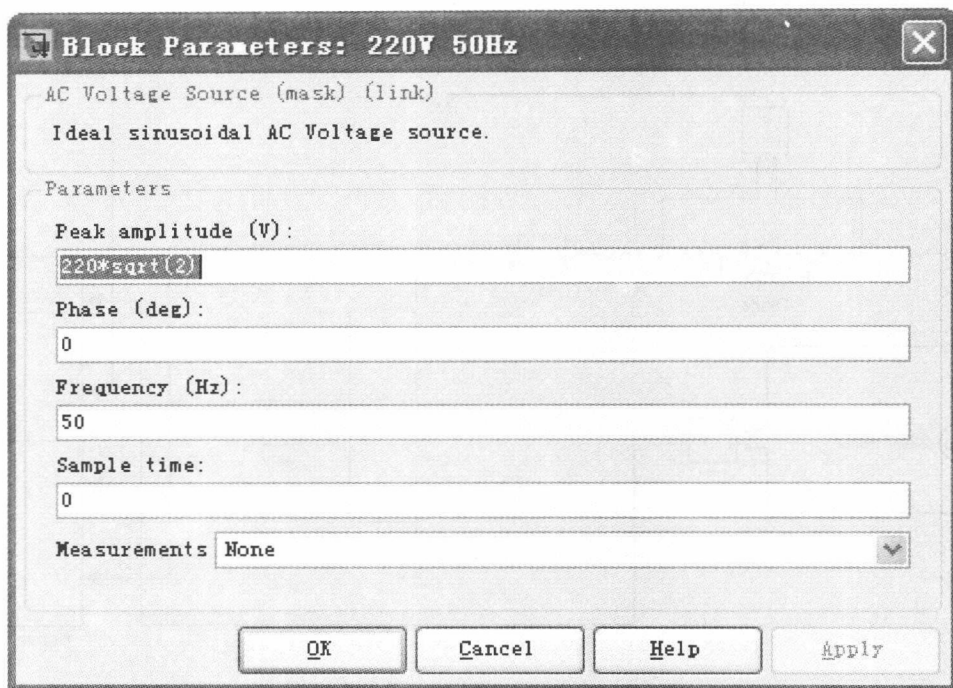 Block Parameters: 220V 50Hz
AC Voltage Source (mask) (link)
Ideal sinusoidal AC Voltage source.
Parameters
Peak amplitude (V):
220*sqrt(2)
Phase (deg):
0
Frequency (Hz):
50
Sample time:
0
Measurements None
OK Cancel Help Apply